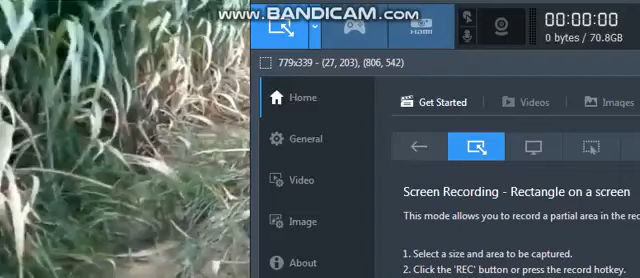 www.BANDICAM.com
HDMI
00:00:00
0 bytes / 70.8GB
779x339 - (27, 203), (806, 542)
Home
Get Started
Videos
Images
General
Video
Screen Recording - Rectangle on a screen
This mode allows you to record a partial area in the rec
Image
1. Select a size and area to be captured.
About
2. Click the 'REC' button or press the record hotkey.